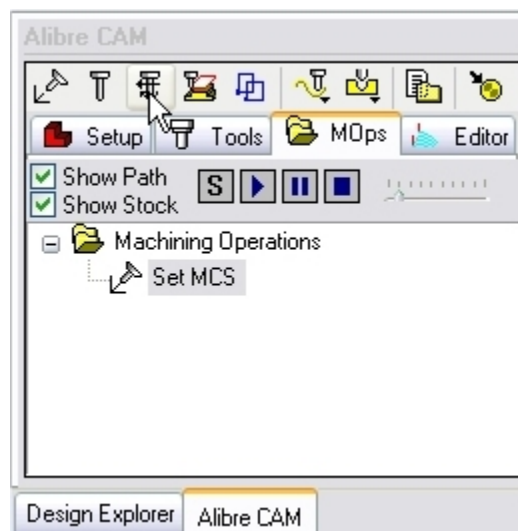 Alibre CAM
Setup Tools MOps Editor
Show Path
Show Stock
S
Machining Operations
Set MCS
Design Explorer Alibre CAM